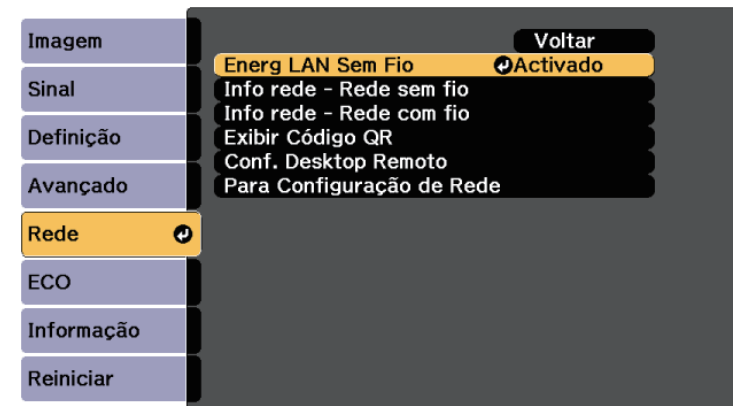 Imagem
Sinal
Definição
Avançado
Rede
ECO
Informação
Reiniciar
Voltar
Energ LAN Sem Fio Activado
Info rede - Rede sem fio
Info rede - Rede com fio
Exibir Código QR
Conf. Desktop Remoto
Para Configuração de Rede